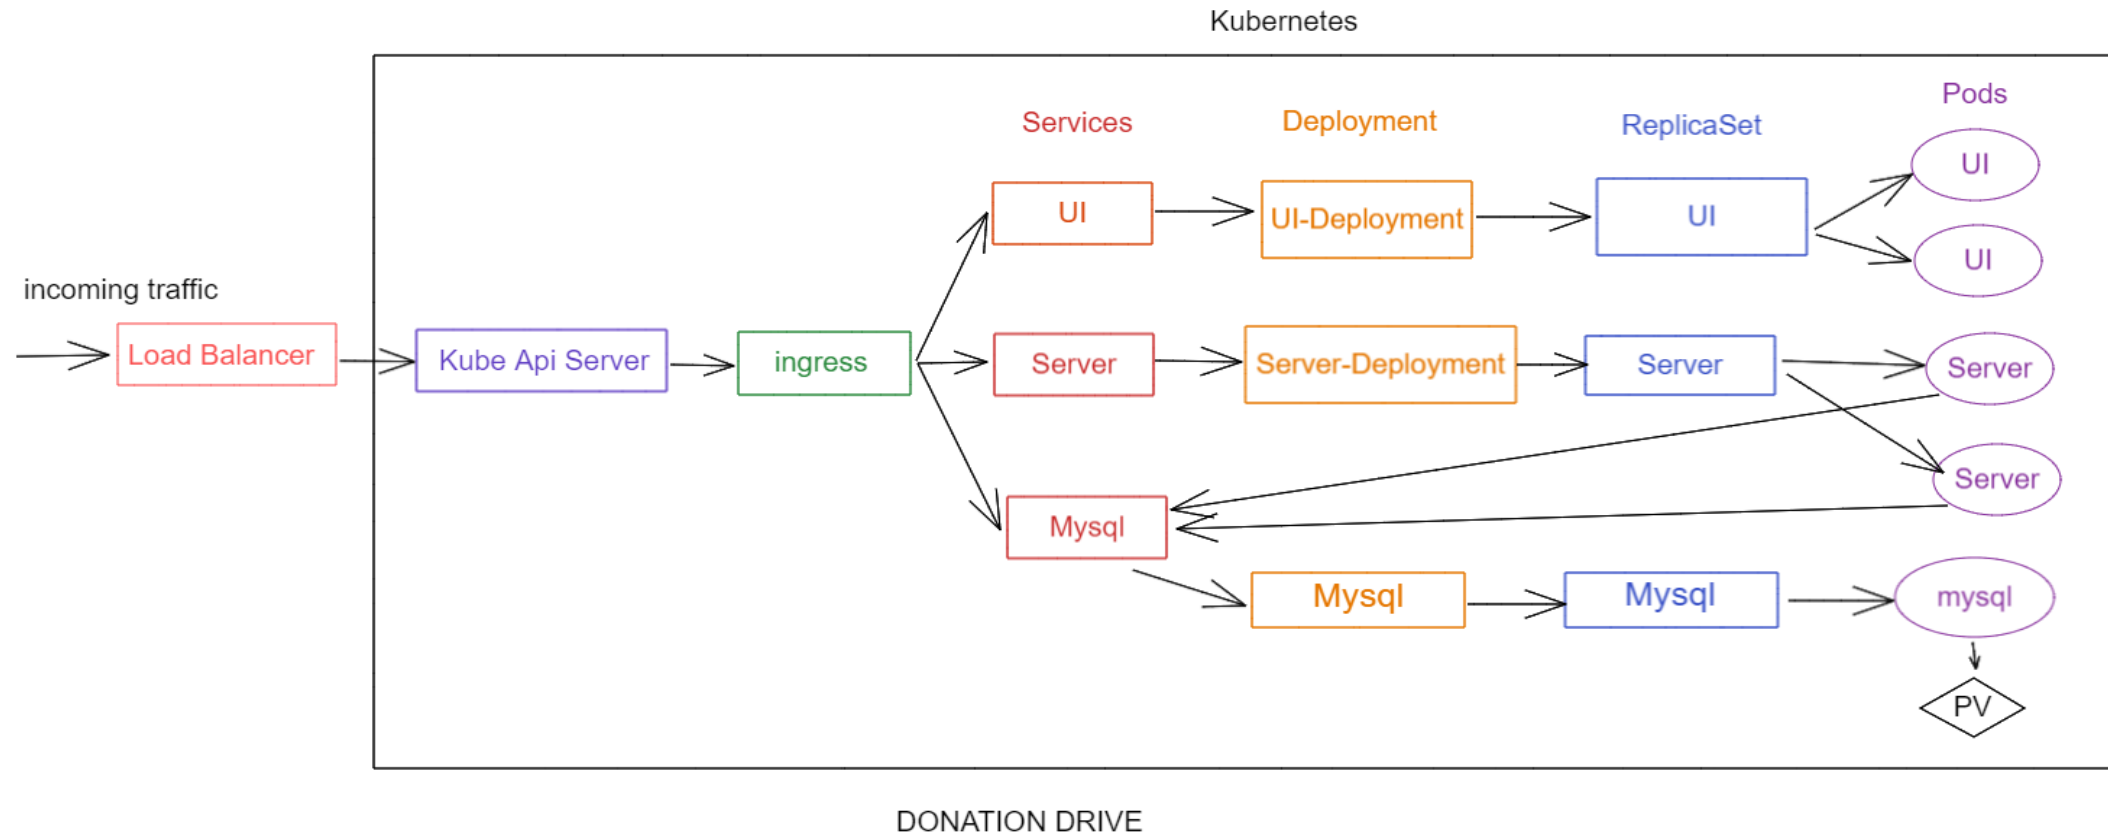 Kubernetes
Pods
Services
Deployment
ReplicaSet
UI
UI
UI-Deployment
UI
UI
incoming traffic
Load Balancer
Kube Api Server
ingress
Server
Server-Deployment
Server
Server
Server
Mysql
Mysql
Mysql
mysql
PV
DONATION DRIVE